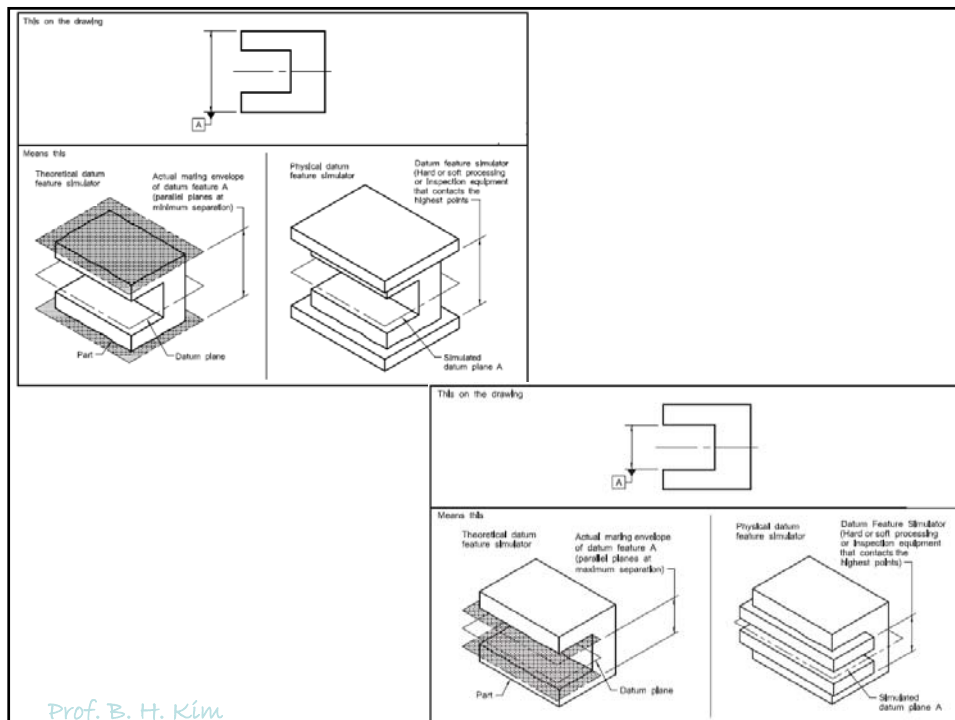 This on the drawing
A
Means this
Theoretical datum
feature simulator
Actual mating envelope
of datum feature A
(parallel planes at
minimum separation)
Part
Datum plane
Physical datum
feature simulator
Datum feature simulator
(Hard or soft processing
or inspection equipment
that contacts the
highest points
Simulated
datum plane A
This on the drawing
A
Means this
Theoretical datum
feature simulator
Actual mating envelope
of datum feature A
(parallel planes at
maximum separation)
Part
Datum plane
Physical datum
feature simulator
Datum Feature Simulator
(Hard or soft processing
or inspection equipment
that contacts the
highest points)
Simulated
datum plane A
Prof. B. H. Kim